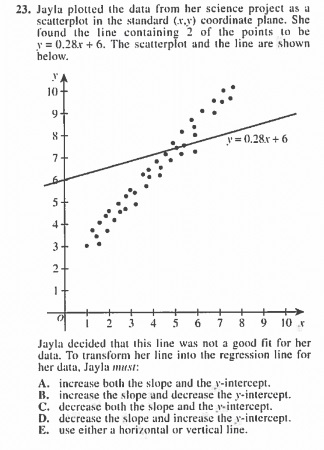 23. Jayla plotted the data from her science project as a
scatterplot in the standard (x,y) coordinate plane. She
found the line containing 2 of the points to be
y = 0.28x + 6. The scatterplot and the line are shown
below.
y
10
9
8
y = 0.28x + 6
7
6
5
4
3
2
1
O 1 2 3 4 5 6 7 8 9 10 x
Jayla decided that this line was not a good fit for her
data. To transform her line into the regression line for
her data, Jayla must:
A. increase both the slope and the y-intercept.
B. increase the slope and decrease the y-intercept.
C. decrease both the slope and the y-intercept.
D. decrease the slope and increase the y-intercept.
E. use either a horizontal or vertical line.